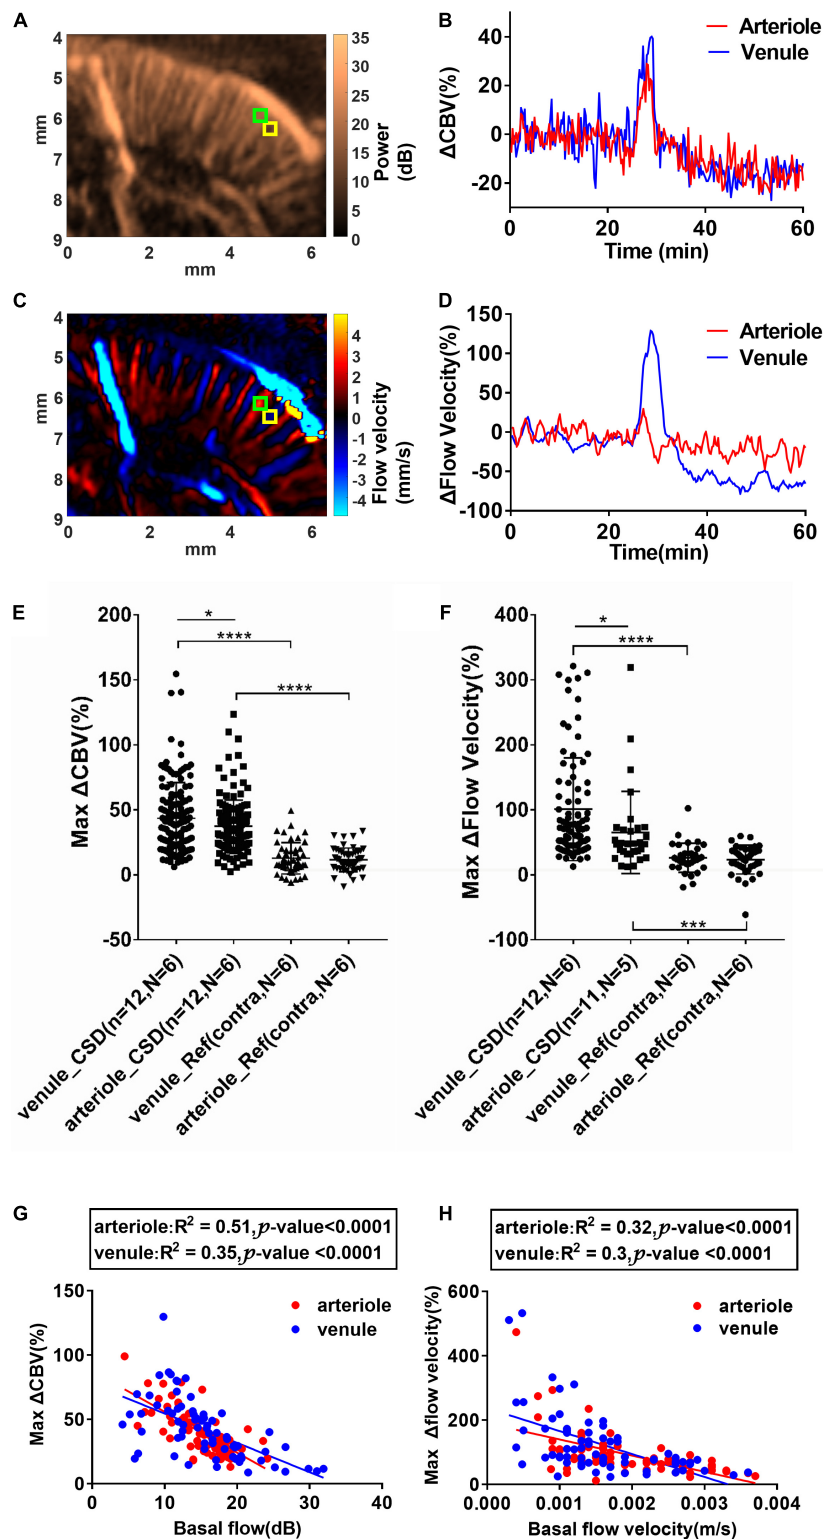 A
4
5
6
7
8
9
mm
0
2
4
6
mm
35
30
25
20
15
10
5
0
Power
(dB)
B
Arteriole
Venule
40
20
0
-20
ΔCBV(%)
0
20
40
60
Time (min)
C
4
5
6
7
8
9
mm
0
2
4
6
mm
4
3
2
1
0
-1
-2
-3
-4
Flow velocity
(mm/s)
D
Arteriole
Venule
150
100
50
0
-50
-100
ΔFlow Velocity(%)
0
20
40
60
Time(min)
E
200
150
100
50
0
-50
Max ΔCBV(%)
*
****
****
venule_CSD(n=12,N=6)
arteriole_CSD(n=12,N=6)
venule_Ref(contra,N=6)
arteriole_Ref(contra,N=6)
F
400
300
200
100
0
-100
Max ΔFlow Velocity(%)
*
****
***
venule_CSD(n=12,N=6)
arteriole_CSD(n=11,N=5)
venule_Ref(contra,N=6)
arteriole_Ref(contra,N=6)
G
arteriole:R² = 0.51,p-value<0.0001
venule:R² = 0.35,p-value <0.0001
arteriole
venule
150
100
50
0
Max ΔCBV(%)
0
10
20
30
40
Basal flow(dB)
H
arteriole:R² = 0.32,p-value<0.0001
venule:R² = 0.3,p-value <0.0001
arteriole
venule
600
400
200
0
Max Δflow velocity(%)
0.000
0.001
0.002
0.003
0.004
Basal flow velocity(m/s)